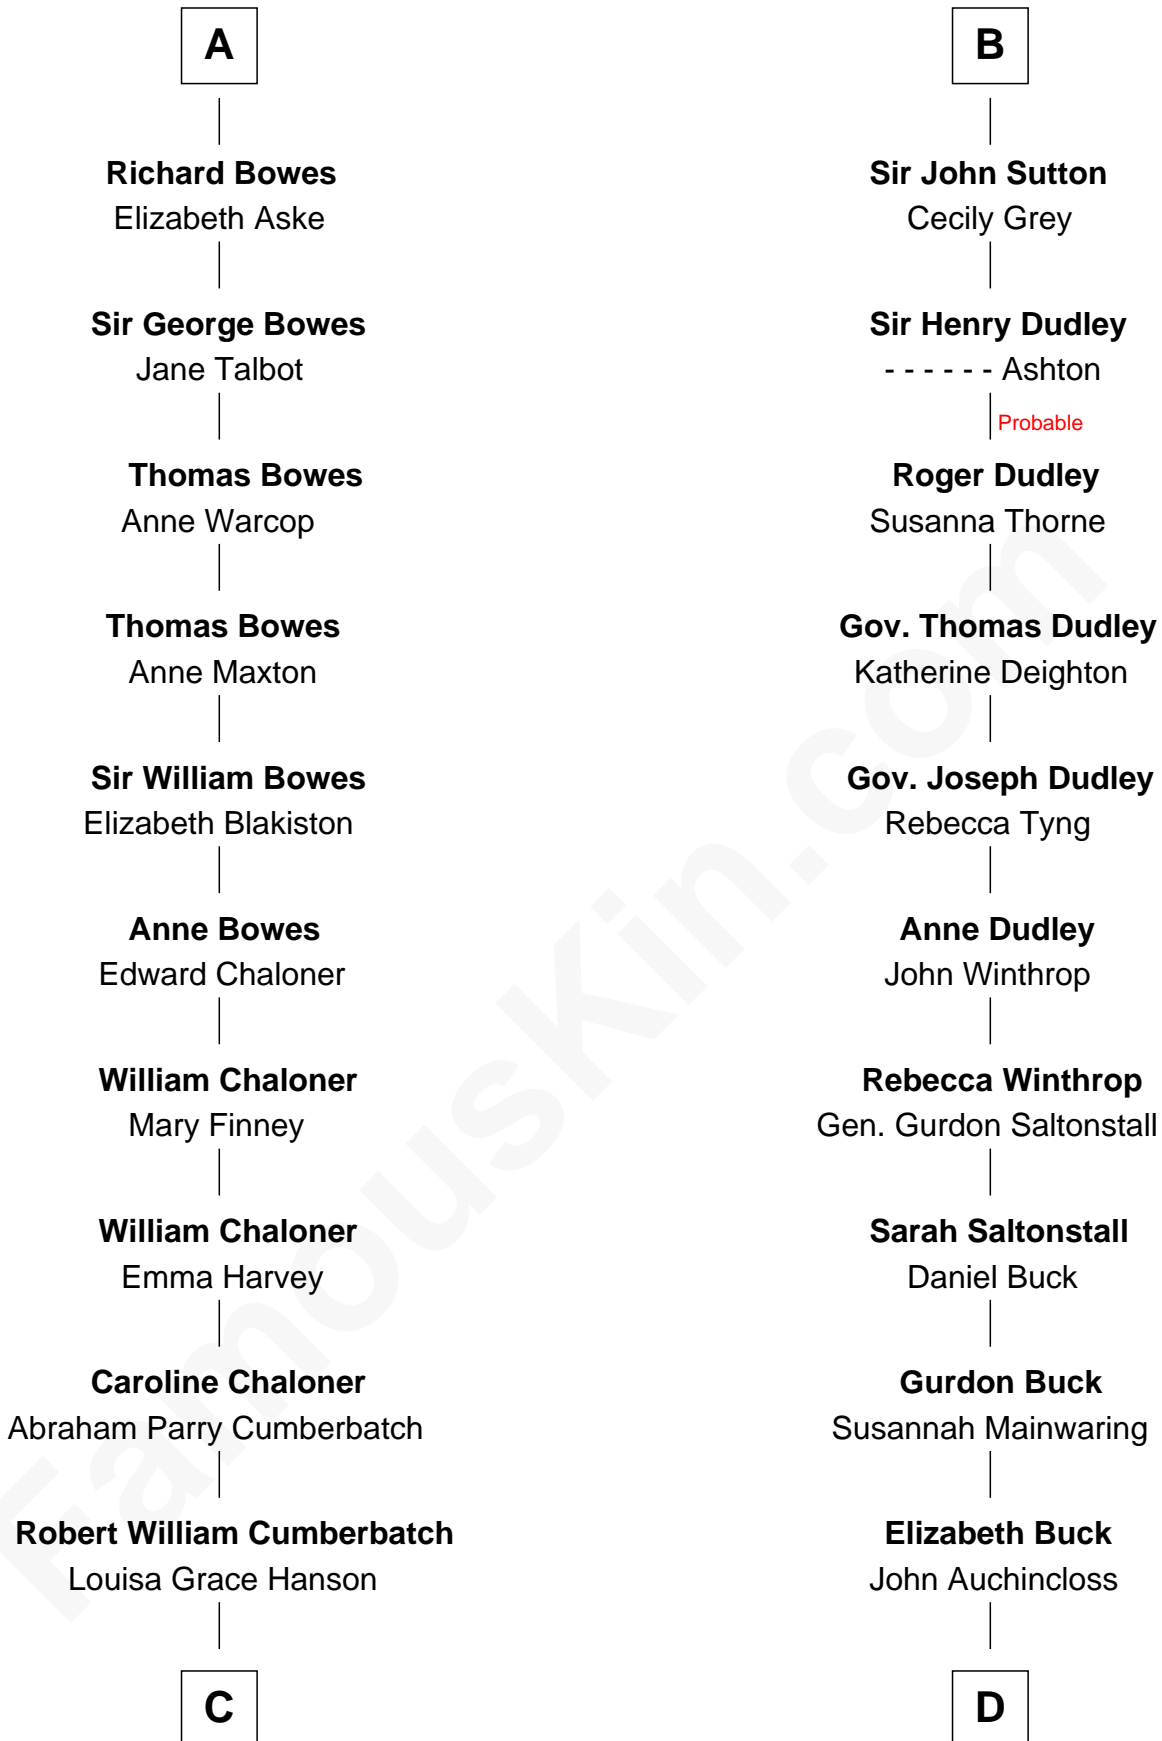 A
Richard Bowes
Elizabeth Aske
Sir George Bowes
Jane Talbot
Thomas Bowes
Anne Warcop
Thomas Bowes
Anne Maxton
Sir William Bowes
Elizabeth Blakiston
Anne Bowes
Edward Chaloner
William Chaloner
Mary Finney
William Chaloner
Emma Harvey
Caroline Chaloner
Abraham Parry Cumberbatch
Robert William Cumberbatch
Louisa Grace Hanson
C
B
Sir John Sutton
Cecily Grey
Sir Henry Dudley
- - - - - - Ashton
Probable
Roger Dudley
Susanna Thorne
Gov. Thomas Dudley
Katherine Deighton
Gov. Joseph Dudley
Rebecca Tyng
Anne Dudley
John Winthrop
Rebecca Winthrop
Gen. Gurdon Saltonstall
Sarah Saltonstall
Daniel Buck
Gurdon Buck
Susannah Mainwaring
Elizabeth Buck
John Auchincloss
D
FamousKin.com